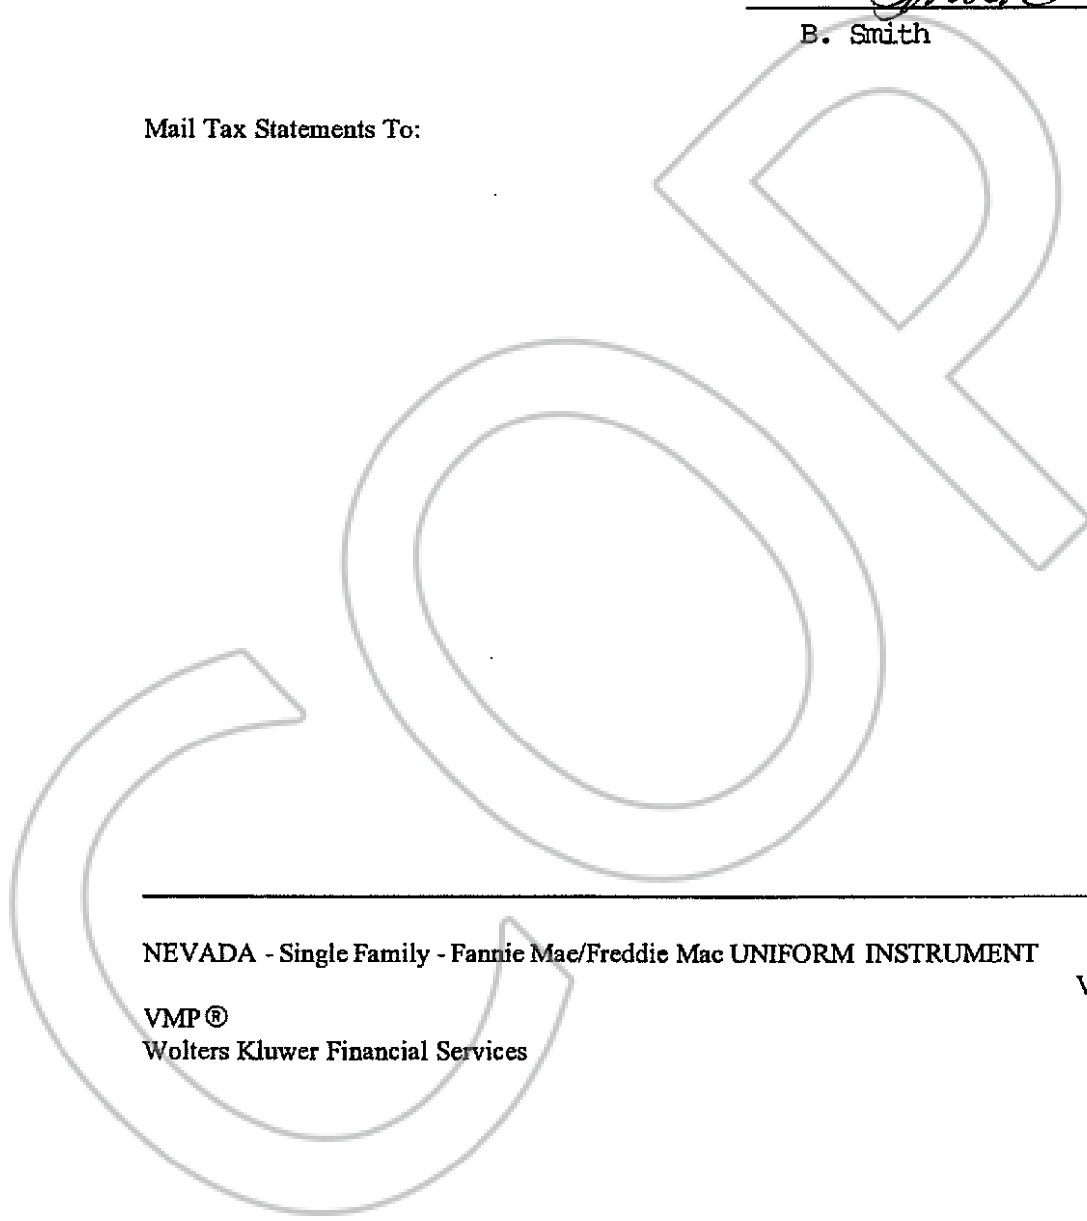 B. Smith
Mail Tax Statements To:
COP
NEVADA - Single Family - Fannie Mae/Freddie Mac UNIFORM INSTRUMENT
V
VMP ®
Wolters Kluwer Financial Services